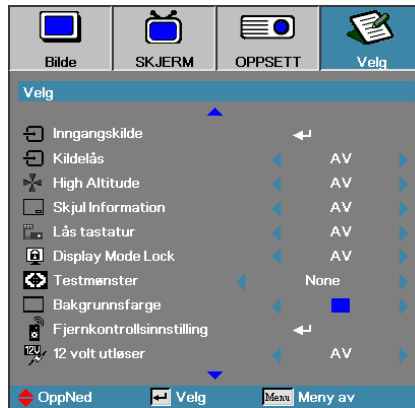 Bilde SKJERM OPPSETT Velg
Velg
Inngangskilde
Kildelås AV
High Altitude AV
Skjul Information AV
Lås tastatur AV
Display Mode Lock AV
Testmønster None
Bakgrunnsfarge
Fjernkontrollsinnstilling
12V 12 volt utløser AV
OppNed Velg Menu Meny av